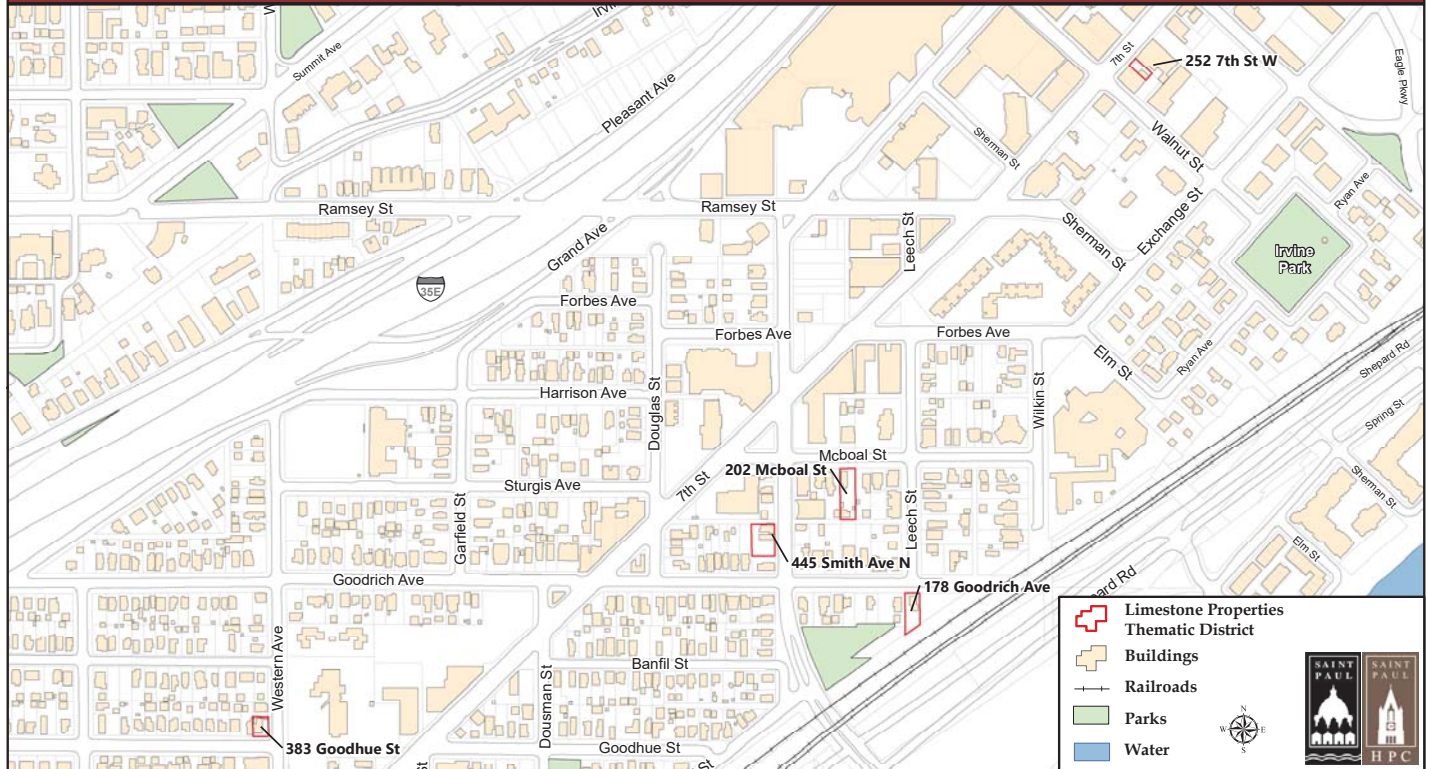 Summit Ave
Pleasant Ave
7th St
252 7th St W
Eagle Pkwy
Sherman St
Walnut St
Ryan Ave
Ramsey St
Ramsey St
Leech St
Sherman St
Exchange St
Irvine
Park
Grand Ave
35E
Forbes Ave
Forbes Ave
Forbes Ave
Elm St
Ryan Ave
Shepard Rd
Harrison Ave
Douglas St
Wilkin St
Spring St
Mcboal St
202 Mcboal St
Sherman St
Sturgis Ave
7th St
Garfield St
Leech St
445 Smith Ave N
Elm St
Goodrich Ave
178 Goodrich Ave
Western Ave
Banfil St
Dousman St
383 Goodhue St
Goodhue St
St
St
Limestone Properties
Thematic District
Buildings
Railroads
Parks
Water
N
W E
S
SAINT
PAUL
SAINT
PAUL
HPC